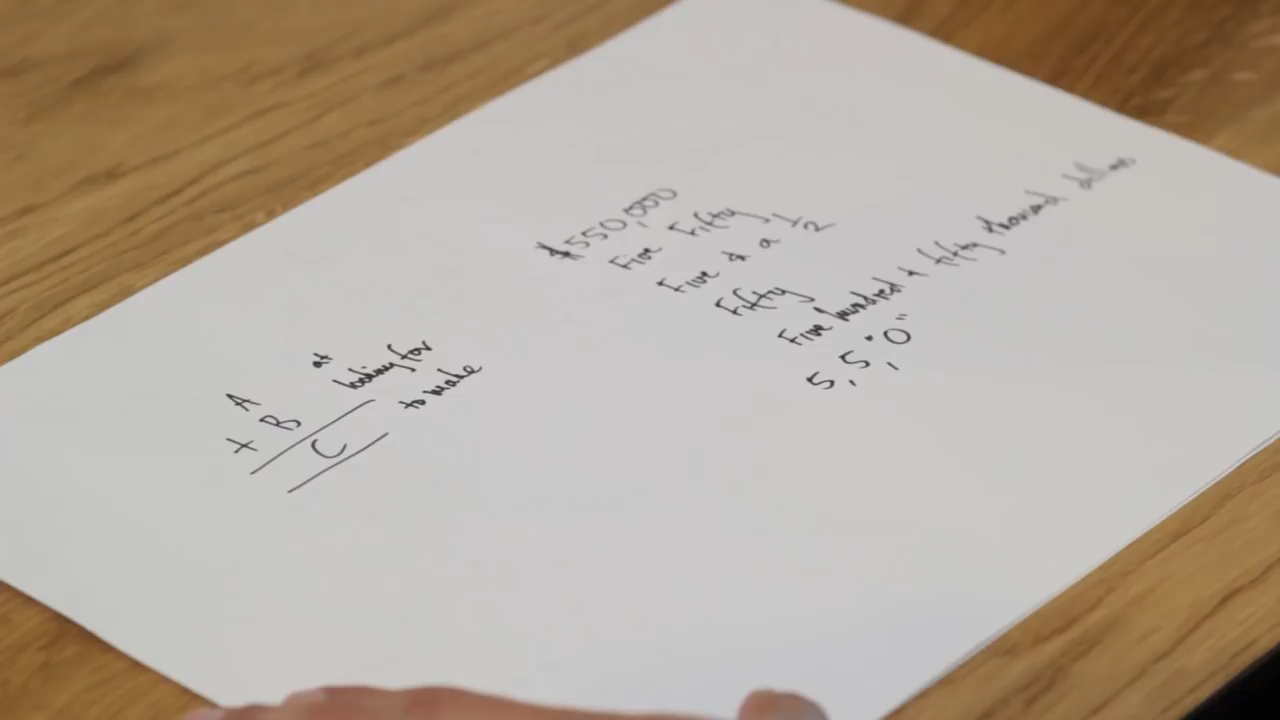 A at
+ B looking for
C to make
$550,000
Five Fifty
Five & a 1/2
Fifty
Five hundred & fifty thousand dollars
5, 5, "0"